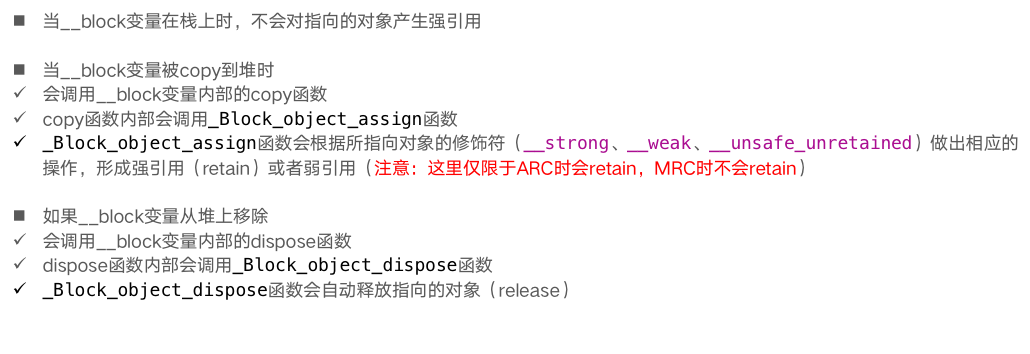 ■ 当__block变量在栈上时，不会对指向的对象产生强引用
■ 当__block变量被copy到堆时
✓ 会调用__block变量内部的copy函数
✓ copy函数内部会调用_Block_object_assign函数
✓ _Block_object_assign函数会根据所指向对象的修饰符（__strong、__weak、__unsafe_unretained）做出相应的
操作，形成强引用（retain）或者弱引用（注意：这里仅限于ARC时会retain，MRC时不会retain）
■ 如果__block变量从堆上移除
✓ 会调用__block变量内部的dispose函数
✓ dispose函数内部会调用_Block_object_dispose函数
✓ _Block_object_dispose函数会自动释放指向的对象（release）